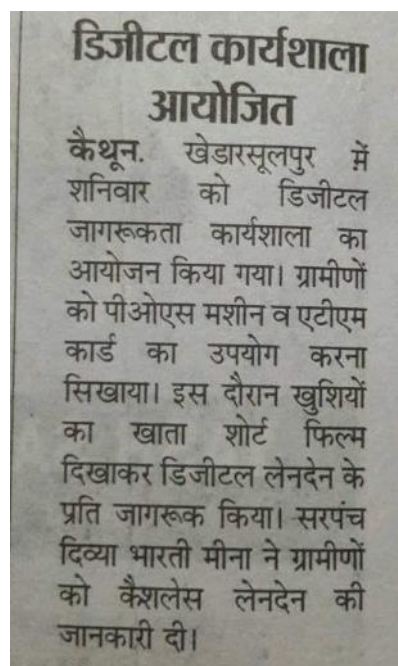 डिजीटल कार्यशाला
आयोजित
कैथून. खेडारसूलपुर में
शनिवार को डिजीटल
जागरूकता कार्यशाला का
आयोजन किया गया। ग्रामीणों
को पीओएस मशीन व एटीएम
कार्ड का उपयोग करना
सिखाया। इस दौरान खुशियों
का खाता शोर्ट फिल्म
दिखाकर डिजीटल लेनदेन के
प्रति जागरूक किया। सरपंच
दिव्या भारती मीना ने ग्रामीणों
को कैशलेस लेनदेन की
जानकारी दी।